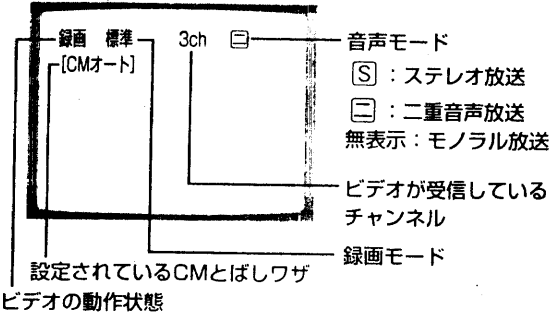 録画 標準 3ch ㊁
[CMオート]
音声モード
S：ステレオ放送
二：二重音声放送
無表示：モノラル放送
ビデオが受信している
チャンネル
録画モード
設定されているCMとばしワザ
ビデオの動作状態